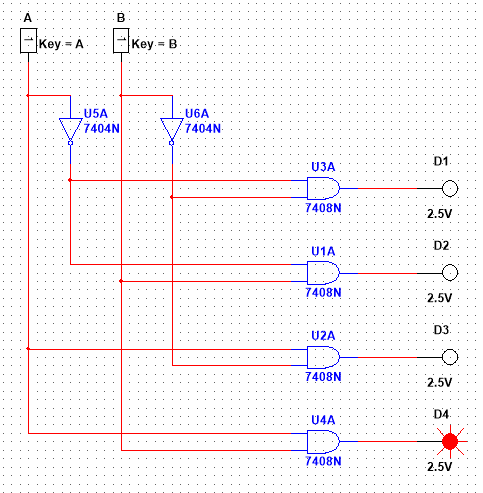 A
B
Key = A
Key = B
U5A
7404N
U6A
7404N
U3A
7408N
D1
2.5V
U1A
7408N
D2
2.5V
U2A
7408N
D3
2.5V
U4A
7408N
D4
2.5V